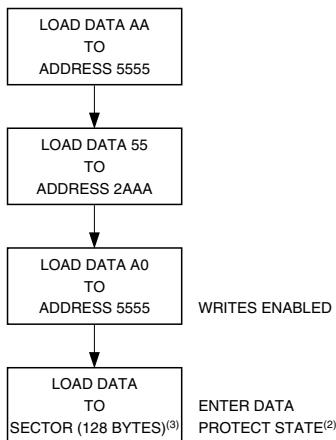 LOAD DATA AA
TO
ADDRESS 5555
LOAD DATA 55
TO
ADDRESS 2AAA
LOAD DATA A0
TO
ADDRESS 5555
WRITES ENABLED
LOAD DATA
TO
SECTOR (128 BYTES)(3)
ENTER DATA
PROTECT STATE(2)